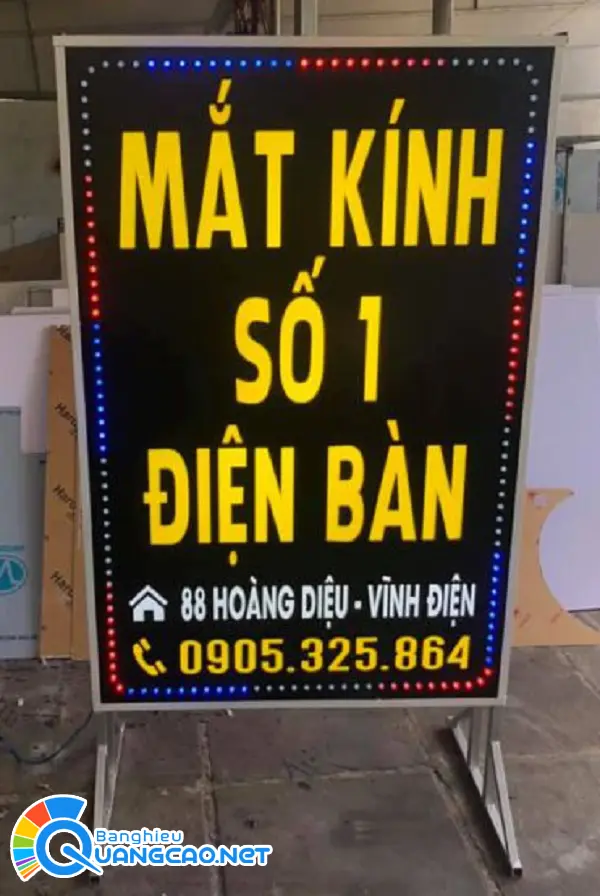 MẮT KÍNH
SỐ 1
ĐIỆN BÀN
88 HOÀNG DIỆU - VĨNH ĐIỆN
0905.325.864
Banghieu
QUANGCAO.NET